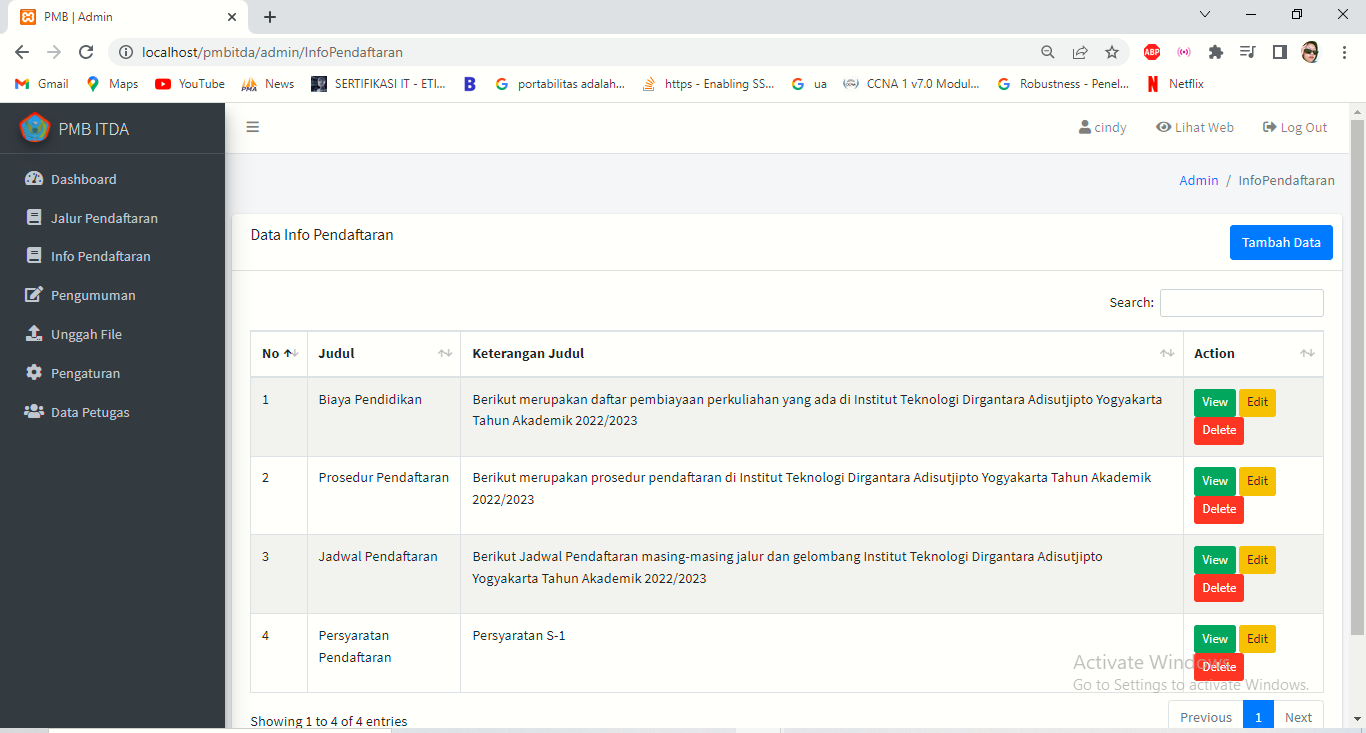 PMB | Admin
localhost/pmbitda/admin/InfoPendaftaran
ABP
Gmail
Maps
YouTube
News
SERTIFIKASI IT - ETI...
B
portabilitas adalah...
https - Enabling SS...
ua
CCNA 1 v7.0 Modul...
Robustness - Penel...
Netflix
PMB ITDA
cindy
Lihat Web
Log Out
Dashboard
Jalur Pendaftaran
Info Pendaftaran
Pengumuman
Unggah File
Pengaturan
Data Petugas
Admin / InfoPendaftaran
Data Info Pendaftaran
Tambah Data
Search:
No Judul Keterangan Judul Action
1 Biaya Pendidikan Berikut merupakan daftar pembiayaan perkuliahan yang ada di Institut Teknologi Dirgantara Adisutjipto Yogyakarta View Edit
Tahun Akademik 2022/2023 Delete
2 Prosedur Pendaftaran Berikut merupakan prosedur pendaftaran di Institut Teknologi Dirgantara Adisutjipto Yogyakarta Tahun Akademik View Edit
2022/2023 Delete
3 Jadwal Pendaftaran Berikut Jadwal Pendaftaran masing-masing jalur dan gelombang Institut Teknologi Dirgantara Adisutjipto View Edit
Yogyakarta Tahun Akademik 2022/2023 Delete
4 Persyaratan Persyaratan S-1 View Edit
Pendaftaran Delete
Activate Windows
Go to Settings to activate Windows.
Showing 1 to 4 of 4 entries
Previous 1 Next